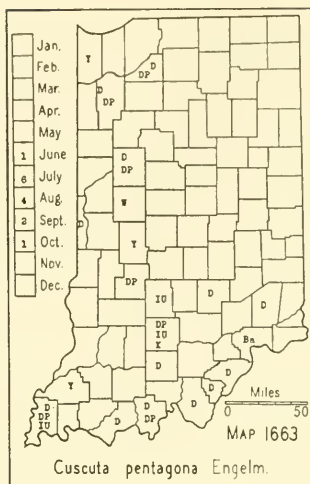 Jan.
Feb.
Mar.
Apr.
May
1 June
6 July
4 Aug.
2 Sept.
1 Oct.
Nov.
Dec.
Y
D
DP
D
DP
D
DP
W
D
Y
DP
IU
D
D
DP
IU
Y
Ba
D
D
Y
D
D
DP
IU
D
D
DP
D
Miles
0 50
MAP 1663
Cuscuta pentagona Engelm.